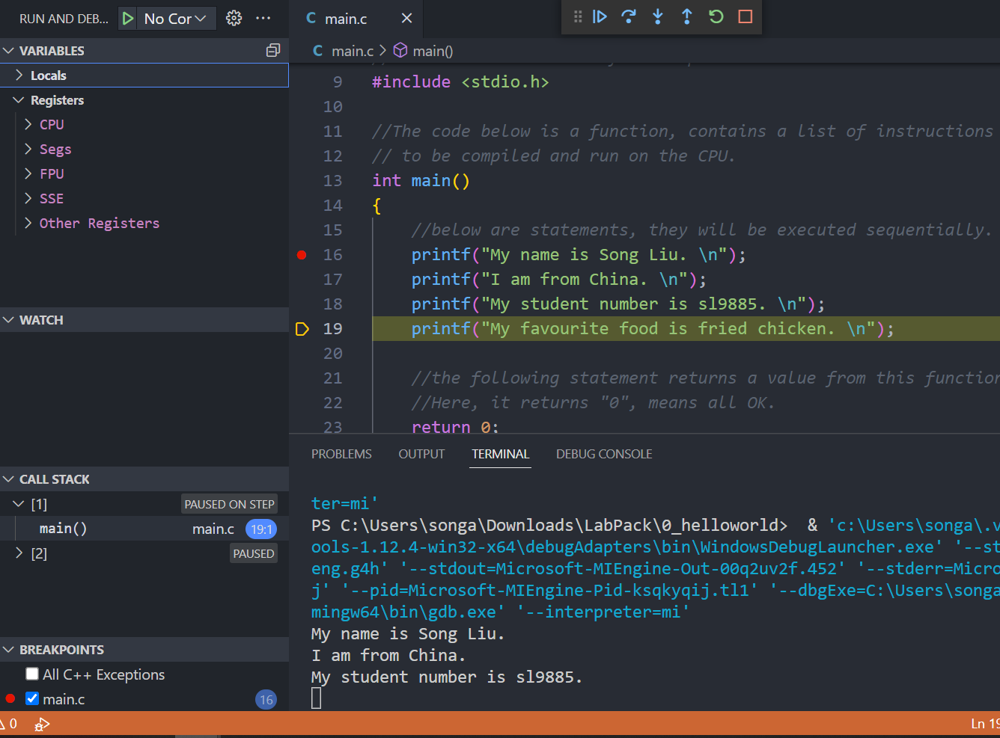 RUN AND DEB...
No Cor
VARIABLES
Locals
Registers
CPU
Segs
FPU
SSE
Other Registers
WATCH
CALL STACK
[1] PAUSED ON STEP
main() main.c 19:1
[2] PAUSED
BREAKPOINTS
All C++ Exceptions
main.c 16
C main.c
C main.c > main()
9 #include <stdio.h>
10
11 //The code below is a function, contains a list of instructions
12 // to be compiled and run on the CPU.
13 int main()
14 {
15 //below are statements, they will be executed sequentially.
16 printf("My name is Song Liu. \n");
17 printf("I am from China. \n");
18 printf("My student number is sl9885. \n");
19 printf("My favourite food is fried chicken. \n");
20
21 //the following statement returns a value from this function
22 //Here, it returns "0", means all OK.
23 return 0;
PROBLEMS OUTPUT TERMINAL DEBUG CONSOLE
ter=mi'
PS C:\Users\songa\Downloads\LabPack\0_helloworld> & 'c:\Users\songa\.v
ools-1.12.4-win32-x64\debugAdapters\bin\WindowsDebugLauncher.exe' '--st
eng.g4h' '--stdout=Microsoft-MIEngine-Out-00q2uv2f.452' '--stderr=Micro
j' '--pid=Microsoft-MIEngine-Pid-ksqkyqij.tl1' '--dbgExe=C:\Users\songa
mingw64\bin\gdb.exe' '--interpreter=mi'
My name is Song Liu.
I am from China.
My student number is sl9885.
0
Ln 19